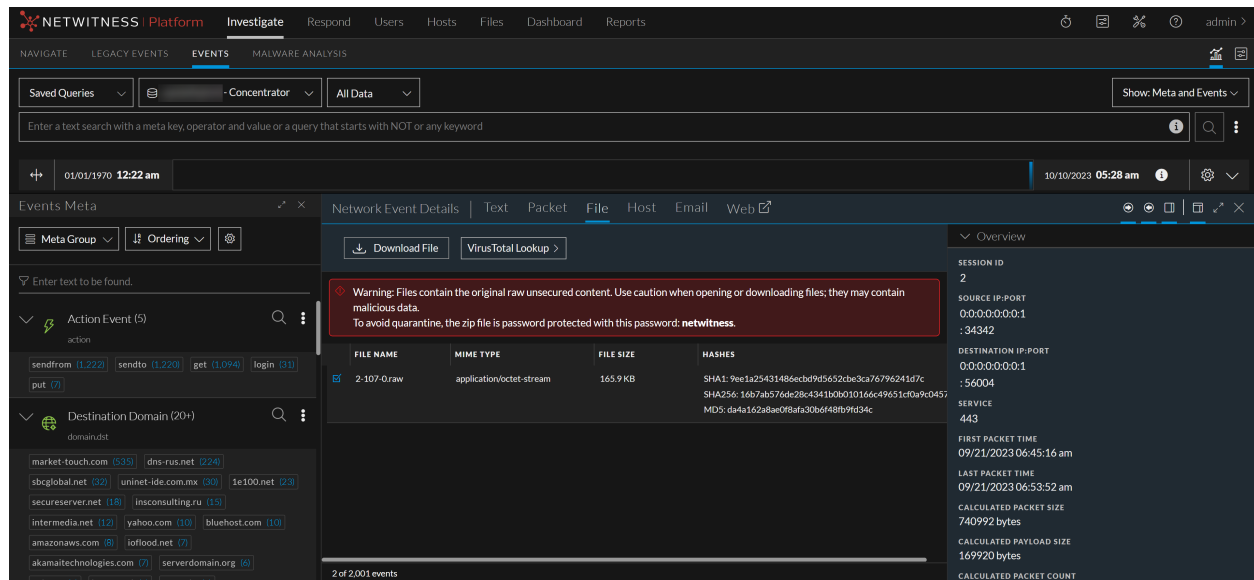 NETWITNESS Platform Investigate Respond Users Hosts Files Dashboard Reports admin >
NAVIGATE LEGACY EVENTS EVENTS MALWARE ANALYSIS
Saved Queries - Concentrator All Data Show: Meta and Events
Enter a text search with a meta key, operator and value or a query that starts with NOT or any keyword
01/01/1970 12:22 am 10/10/2023 05:28 am
Events Meta
Meta Group Ordering
Enter text to be found.
Action Event (5)
action
sendfrom (1,222) sendto (1,220) get (1,094) login (31)
put (7)
Destination Domain (20+)
domain.dst
market-touch.com (535) dns-rus.net (224)
sbcglobal.net (32) uninet-ide.com.mx (30) 1e100.net (23)
secureserver.net (18) insconsulting.ru (15)
intermedia.net (12) yahoo.com (10) bluehost.com (10)
amazonaws.com (8) ioflood.net (7)
akamaitechnologies.com (7) serverdomain.org (6)
Network Event Details Text Packet File Host Email Web
Download File VirusTotal Lookup >
Warning: Files contain the original raw unsecured content. Use caution when opening or downloading files; they may contain
malicious data.
To avoid quarantine, the zip file is password protected with this password: netwitness.
FILE NAME MIME TYPE FILE SIZE HASHES
2-107-0.raw application/octet-stream 165.9 KB SHA1: 9ee1a25431486ecbd9d5652cbe3ca76796241d7c
SHA256: 16b7ab576de28c4341b0b010166c49651cf0a9c0457
MD5: da4a162a8ae0f8afa30b6f48fb9fd34c
2 of 2,001 events
Overview
SESSION ID
2
SOURCE IP:PORT
0:0:0:0:0:0:0:1
: 34342
DESTINATION IP:PORT
0:0:0:0:0:0:0:1
: 56004
SERVICE
443
FIRST PACKET TIME
09/21/2023 06:45:16 am
LAST PACKET TIME
09/21/2023 06:53:52 am
CALCULATED PACKET SIZE
740992 bytes
CALCULATED PAYLOAD SIZE
169920 bytes
CALCULATED PACKET COUNT